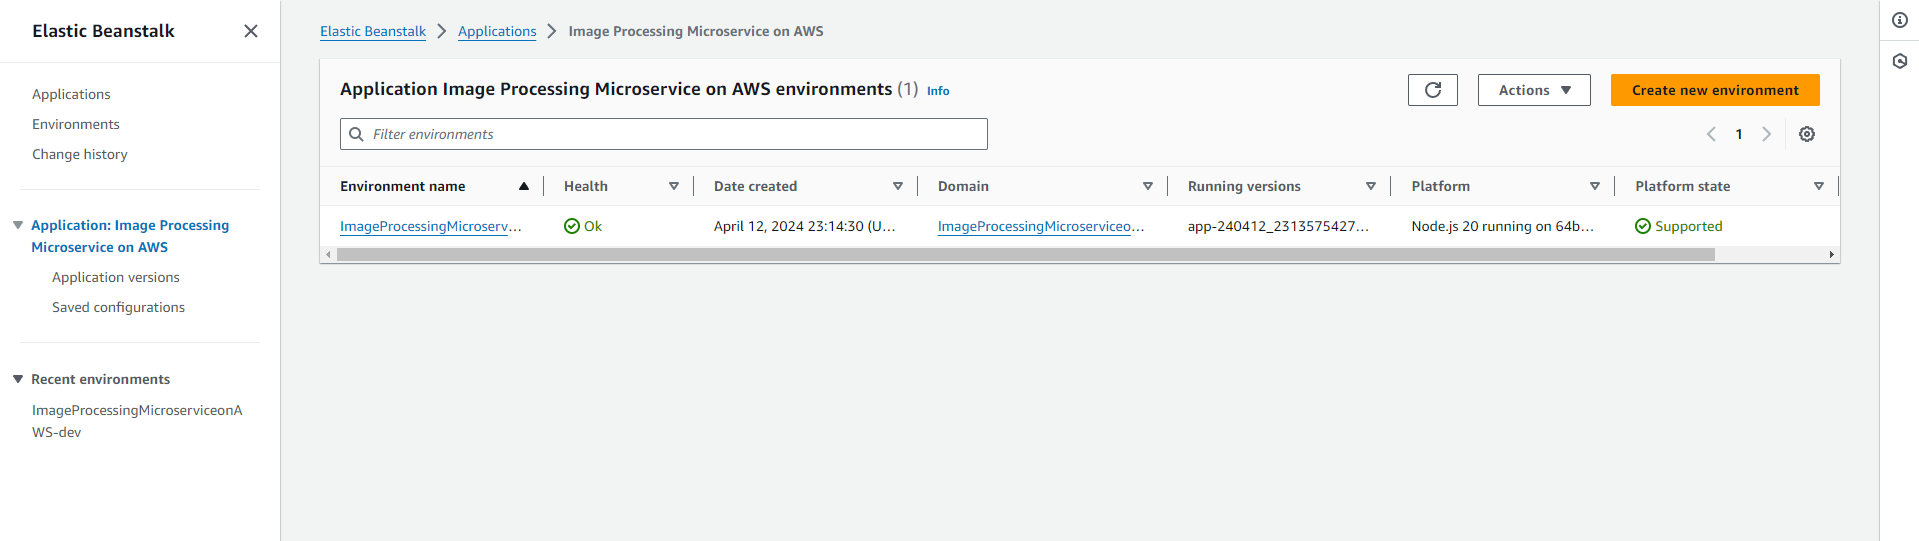 Elastic Beanstalk
Applications
Environments
Change history
Application: Image Processing
Microservice on AWS
Application versions
Saved configurations
Recent environments
ImageProcessingMicroserviceonA
WS-dev
Elastic Beanstalk > Applications > Image Processing Microservice on AWS
Application Image Processing Microservice on AWS environments (1) Info
Actions
Create new environment
Filter environments
1
Environment name Health Date created Domain Running versions Platform Platform state
ImageProcessingMicroserv... Ok April 12, 2024 23:14:30 (U... ImageProcessingMicroserviceo... app-240412_2313575427... Node.js 20 running on 64b... Supported